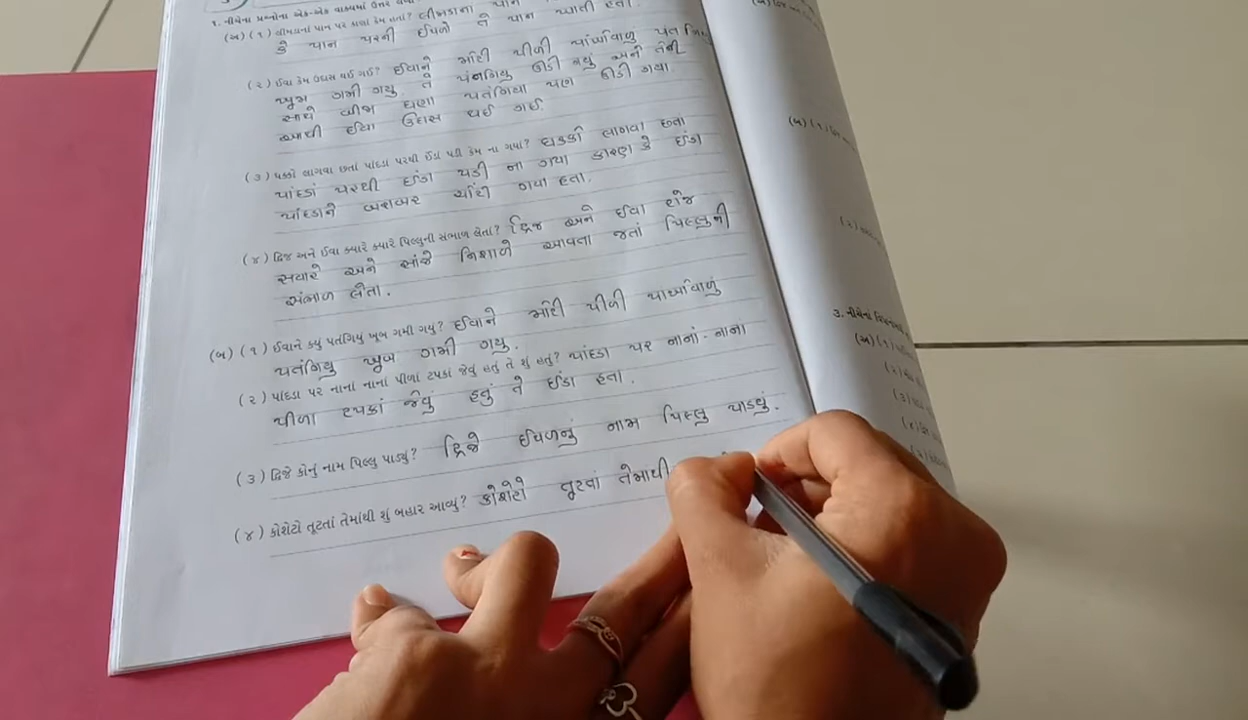 ૧. નીચેના પ્રશ્નોના એક-એક વાક્યમાં ઉત્તર
(અ) (૧) લીમડાના પાન પર કાણાં કેમ હતાં? લીમડાના પાન
કે પાન પરની ઈયળો તે પાન ખાતી હતી.
(૨) ઈવા કેમ ઉદાસ થઈ ગઈ? ઈવાને મોટી પીળી પાંખોવાળુ
ખૂબ ગમી ગયુ. તે પતંગિયુ ઊડી ગયું અને તેની
સાથે બીજા ઘણા પતંગિયા પણ ઊડી ગયા.
આથી ઈવા ઉદાસ થઈ ગઈ.
(૩) ધક્કો લાગવા છતાં પાંદડા પરથી ઈંડા પડી કેમ ના ગયા? ધક્કો લાગવા છતાં
પાંદડાં પરથી ઈંડા પડી ના ગયા કારણ કે ઈંડા
પાંદડાને બરાબર ચોંટી ગયા હતા.
(૪) દ્વિજ અને ઈવા ક્યારે ક્યારે પિલ્લુની સંભાળ લેતા? દ્વિજ અને ઈવા રોજ
સવારે અને સાંજે નિશાળે આવતા જતાં પિલ્લુની
સંભાળ લેતા.
(બ) (૧) ઈવાને કયું પતંગિયું ખૂબ ગમી ગયું? ઈવાને મોટી પીળી પાંખોવાળું
પતંગિયુ ખૂબ ગમી ગયુ.
(૨) પાંદડા પર નાના નાના પીળાં ટપકાં જેવું હતું તે શું હતું? પાંદડા પર નાનાં-નાનાં
પીળા ટપકાં જેવું હતું તે ઈંડા હતા.
(૩) દ્વિજે કોનું નામ પિલ્લુ પાડ્યું? દ્વિજે ઈયળનું નામ પિલ્લુ પાડ્યું.
(૪) કોશેટો તૂટતાં તેમાંથી શું બહાર આવ્યું? કોશેટો તૂટતાં તેમાંથી